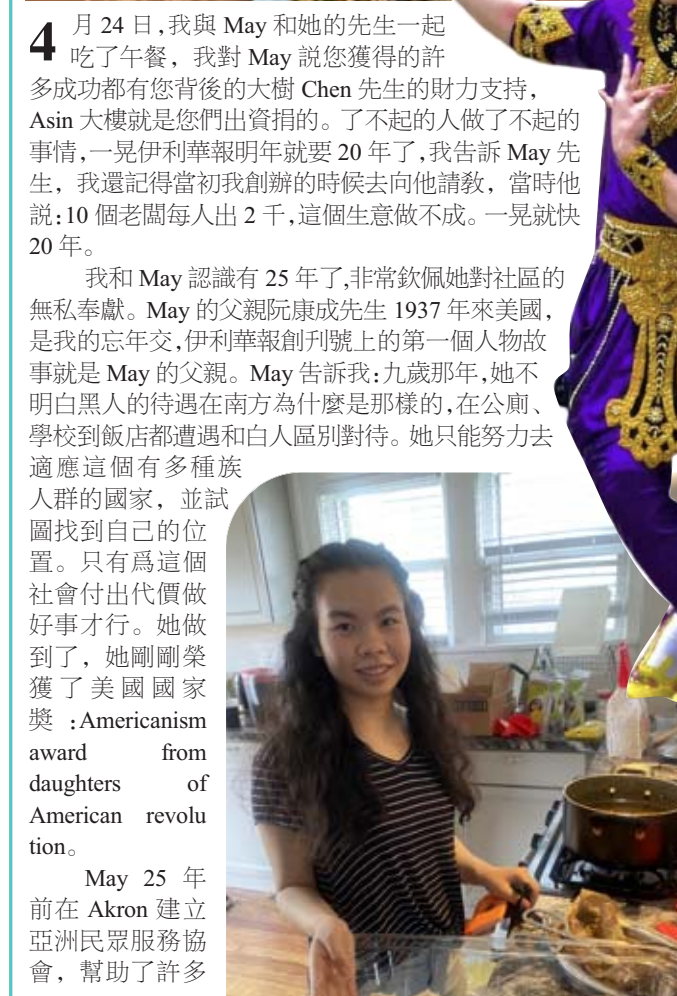 4 月 24 日,我與 May 和她的先生一起
吃了午餐，我對 May 説您獲得的許
多成功都有您背後的大樹 Chen 先生的財力支持，
Asin 大樓就是您們出資捐的。了不起的人做了不起的
事情,一晃伊利華報明年就要 20 年了,我告訴 May 先
生，我還記得當初我創辦的時候去向他請教，當時他
説:10 個老闆每人出 2 千,這個生意做不成。一晃就快
20 年。
我和 May 認識有 25 年了,非常欽佩她對社區的
無私奉獻。May 的父親阮康成先生 1937 年來美國，
是我的忘年交,伊利華報創刊號上的第一個人物故
事就是 May 的父親。May 告訴我:九歲那年,她不
明白黑人的待遇在南方為什麼是那樣的,在公廁、
學校到飯店都遭遇和白人區別對待。她只能努力去
適應這個有多種族
人群的國家，並試
圖找到自己的位
置。只有爲這個
社會付出代價做
好事才行。她做
到了，她剛剛榮
獲了美國國家
獎:Americanism
award from
daughters of
American revolu
tion。
May 25 年
前在 Akron 建立
亞洲民眾服務協
會，幫助了許多